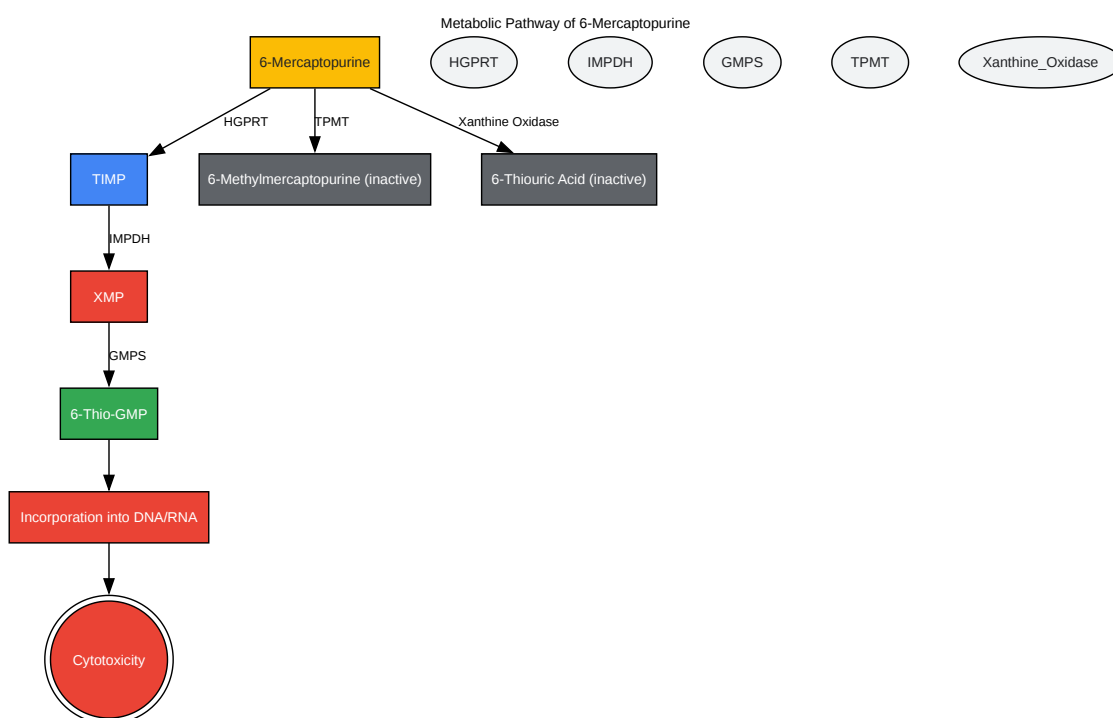 Metabolic Pathway of 6-Mercaptopurine
6-Mercaptopurine
HGPRT
IMPDH
GMPS
TPMT
Xanthine_Oxidase
HGPRT
TPMT
Xanthine Oxidase
TIMP
6-Methylmercaptopurine (inactive)
6-Thiouric Acid (inactive)
IMPDH
XMP
GMPS
6-Thio-GMP
Incorporation into DNA/RNA
Cytotoxicity